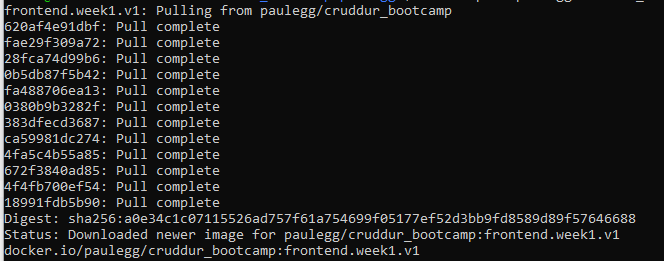 frontend.week1.v1: Pulling from paulegg/cruddur_bootcamp
620af4e91dbf: Pull complete
fae29f309a72: Pull complete
28fca74d99b6: Pull complete
0b5db87f5b42: Pull complete
fa488706ea13: Pull complete
0380b9b3282f: Pull complete
383dfecd3687: Pull complete
ca59981dc274: Pull complete
4fa5c4b55a85: Pull complete
672f3840ad85: Pull complete
4f4fb700ef54: Pull complete
18991fdb5b90: Pull complete
Digest: sha256:a0e34c1c07115526ad757f61a754699f05177ef52d3bb9fd8589d89f57646688
Status: Downloaded newer image for paulegg/cruddur_bootcamp:frontend.week1.v1
docker.io/paulegg/cruddur_bootcamp:frontend.week1.v1